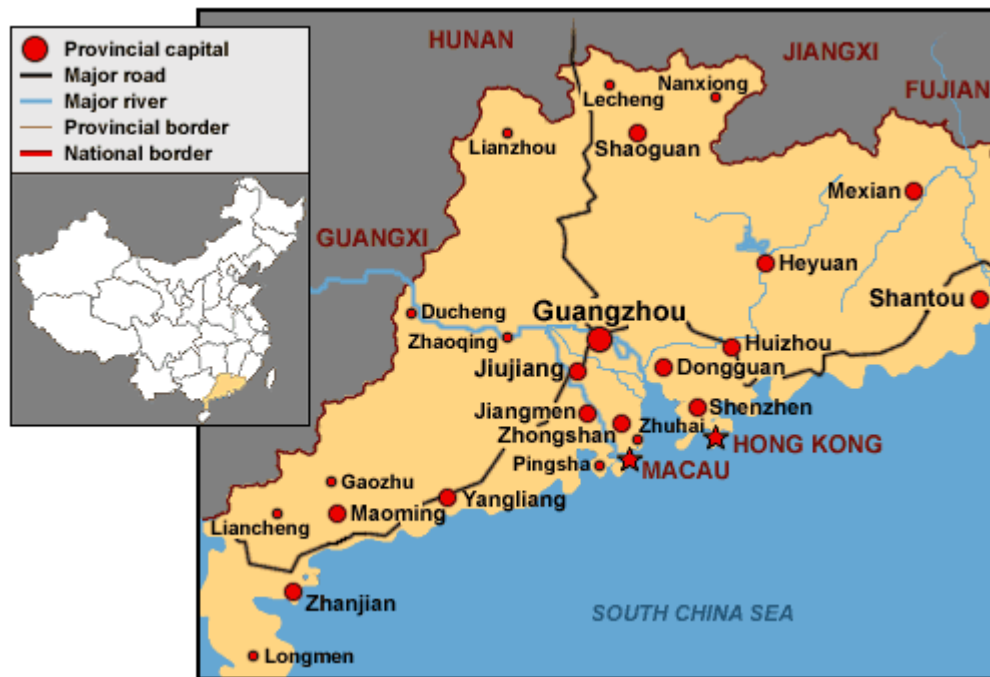 Provincial capital
Major road
Major river
Provincial border
National border
HUNAN
JIANGXI
FUJIAN
GUANGXI
Lecheng
Nanxiong
Lianzhou
Shaoguan
Mexian
Heyuan
Shantou
Ducheng
Guangzhou
Zhaoqing
Huizhou
Jiujiang
Dongguan
Jiangmen
Shenzhen
Zhongshan
Zhuhai
HONG KONG
Pingsha
MACAU
Gaozhu
Yangliang
Liancheng
Maoming
Zhanjian
SOUTH CHINA SEA
Longmen